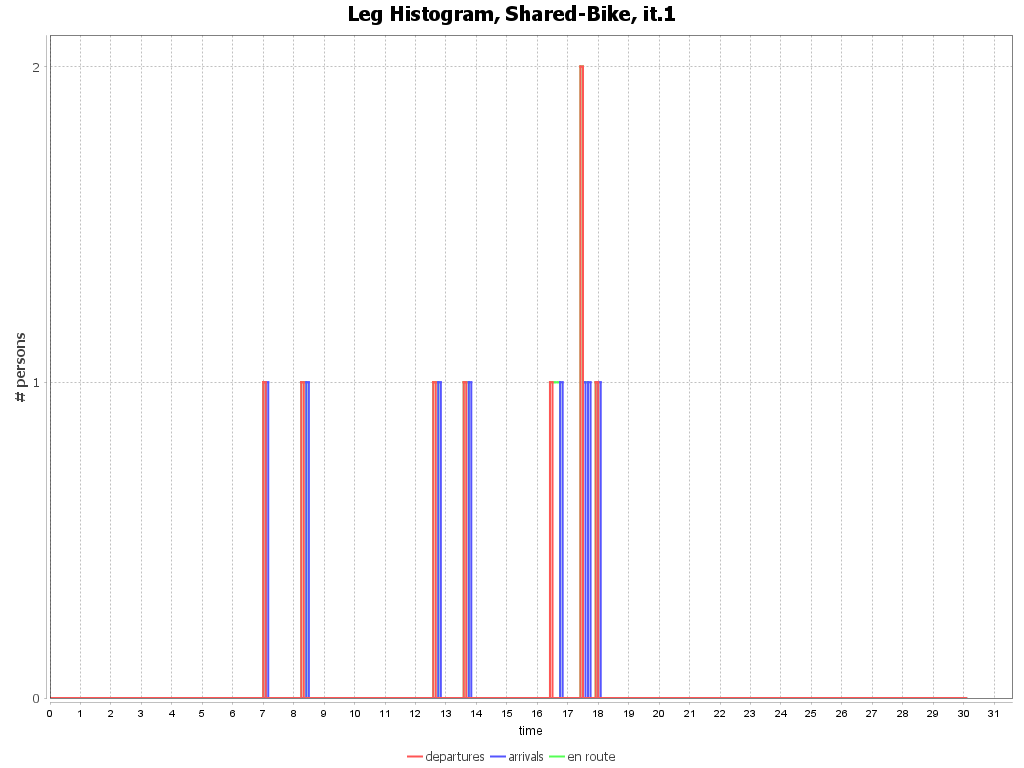 Leg Histogram, Shared-Bike, it.1
# persons
2
1
0
0 1 2 3 4 5 6 7 8 9 10 11 12 13 14 15 16 17 18 19 20 21 22 23 24 25 26 27 28 29 30 31
time
departures arrivals en route